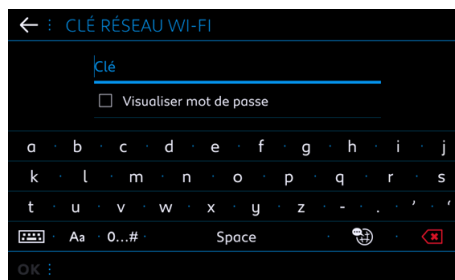 CLÉ RÉSEAU WI-FI
Clé
Visualiser mot de passe
a b c d e f g h i j
k l m n o p q r s
t u v w x y z - . ' ‘
Aa 0...# Space
OK